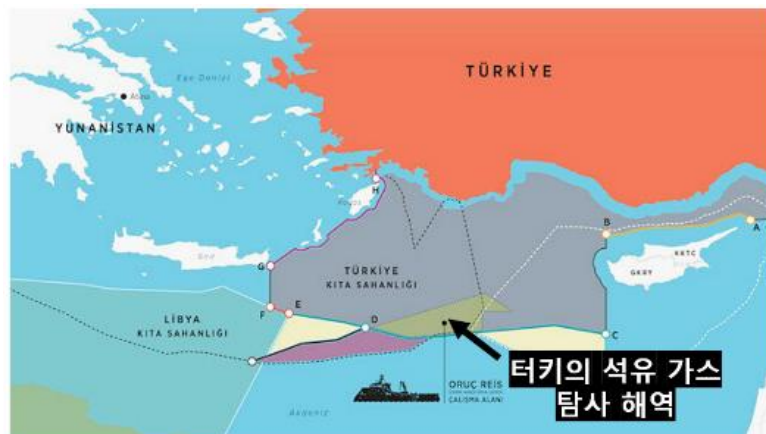 Ege Denizi
TÜRKİYE
Atina
YUNANİSTAN
H
Rodos
B
A
KKTC
GKRY
Girit
G
TÜRKİYE
KITA SAHANLIĞI
F
E
D
LİBYA
KITA SAHANLIĞI
C
ORUÇ REİS
ÇALIŞMA ALANI
Akdeniz
터키의 석유 가스
탐사 해역